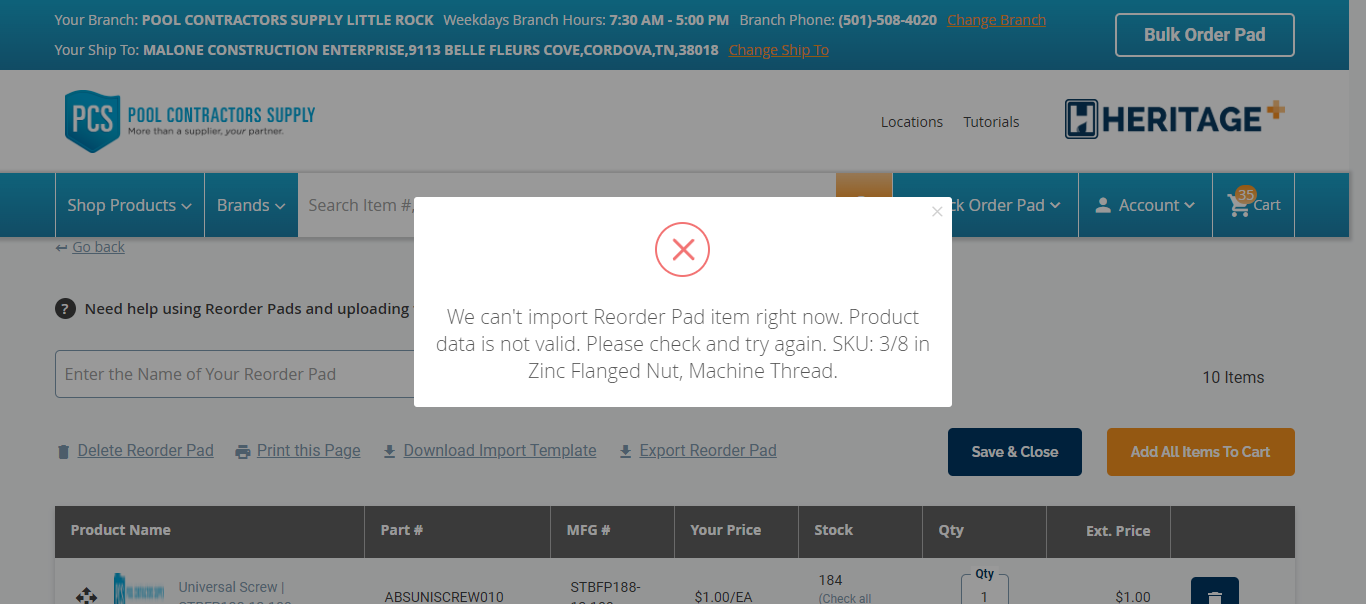 Your Branch: POOL CONTRACTORS SUPPLY LITTLE ROCK Weekdays Branch Hours: 7:30 AM - 5:00 PM Branch Phone: (501)-508-4020 Change Branch
Your Ship To: MALONE CONSTRUCTION ENTERPRISE,9113 BELLE FLEURS COVE,CORDOVA,TN,38018 Change Ship To
Bulk Order Pad
PCS POOL CONTRACTORS SUPPLY
More than a supplier, your partner.
Locations Tutorials
HERITAGE+
Shop Products Brands Search Item #, Order Pad Account 35 Cart
Go back
Need help using Reorder Pads and uploading
We can't import Reorder Pad item right now. Product
data is not valid. Please check and try again. SKU: 3/8 in
Zinc Flanged Nut, Machine Thread.
Enter the Name of Your Reorder Pad
10 Items
Delete Reorder Pad Print this Page Download Import Template Export Reorder Pad Save & Close Add All Items To Cart
Product Name Part # MFG # Your Price Stock Qty Ext. Price
Universal Screw |
ABSUNISCREW010
STBFP188-
$1.00/EA
184
(Check all
Qty
1
$1.00